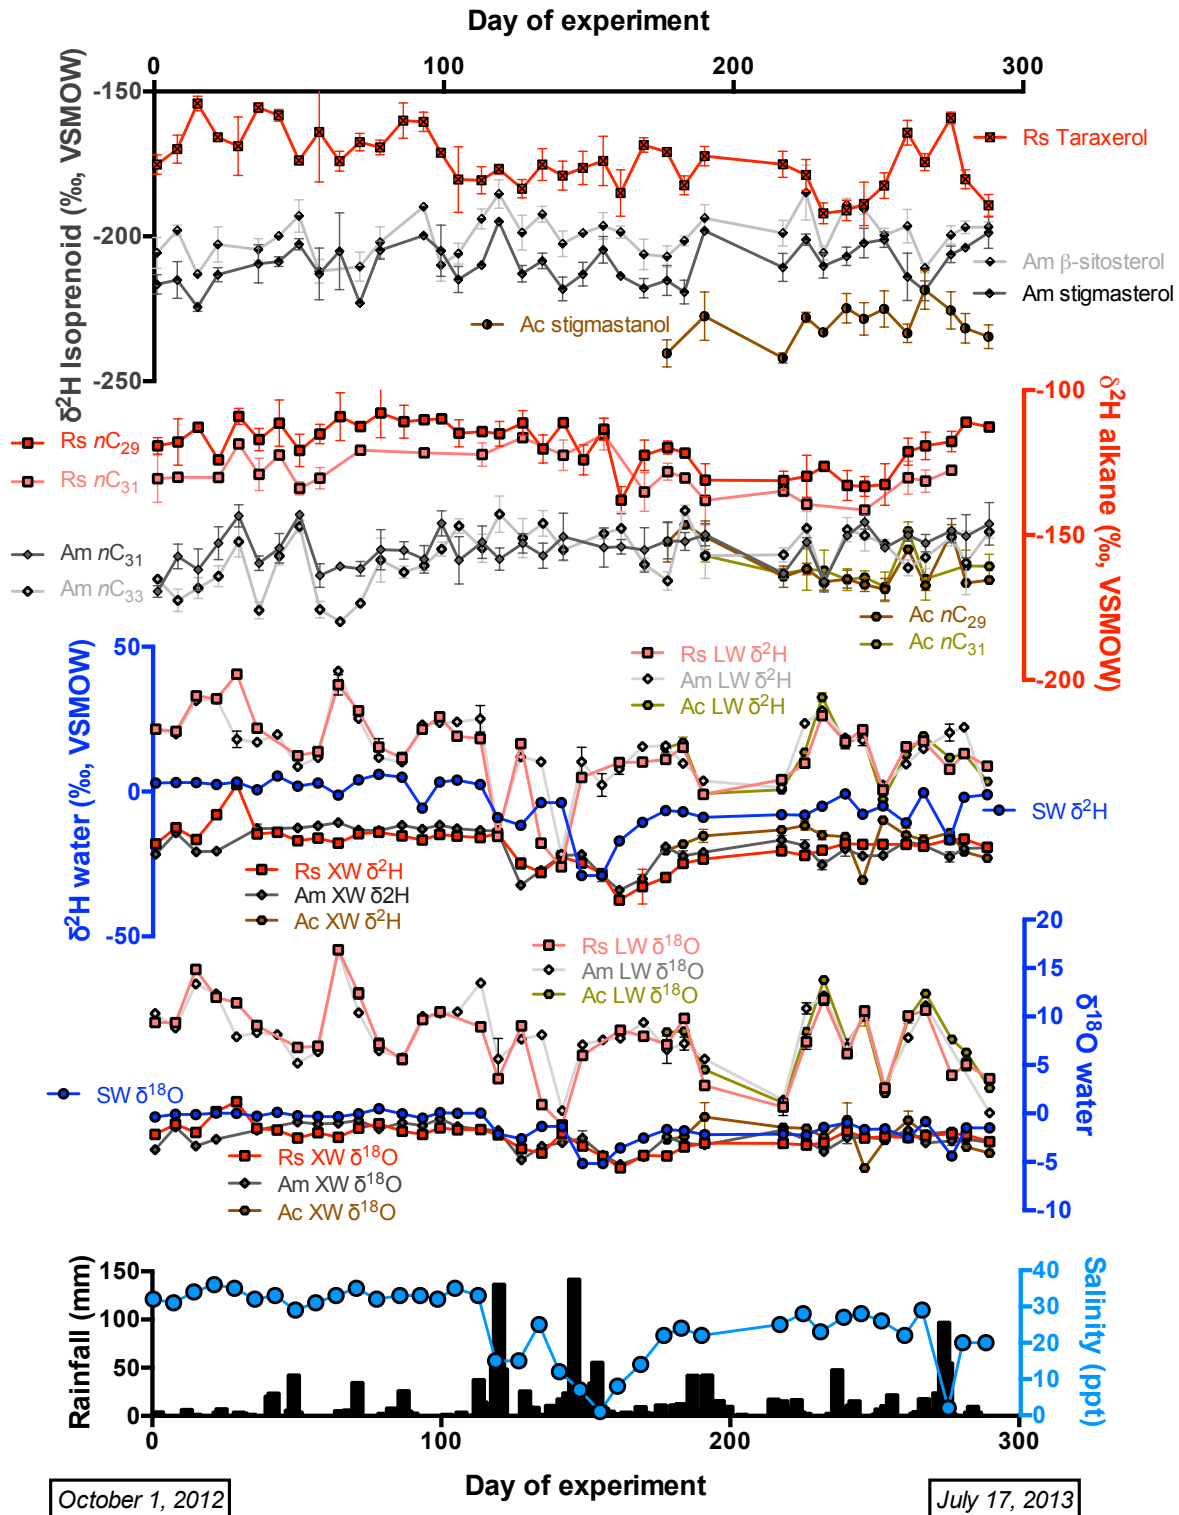 Day of experiment
0 100 200 300
-150
-200
-250
δ²H Isoprenoid (‰, VSMOW)
Rs Taraxerol
Am β-sitosterol
Am stigmasterol
Ac stigmastanol
-100
-150
-200
δ²H alkane (‰, VSMOW)
Rs nC₂₉
Rs nC₃₁
Am nC₃₁
Am nC₃₃
Ac nC₂₉
Ac nC₃₁
50
0
-50
δ²H water (‰, VSMOW)
Rs LW δ²H
Am LW δ²H
Ac LW δ²H
SW δ²H
Rs XW δ²H
Am XW δ2H
Ac XW δ²H
20
15
10
5
0
-5
-10
δ¹⁸O water
Rs LW δ¹⁸O
Am LW δ¹⁸O
Ac LW δ¹⁸O
SW δ¹⁸O
Rs XW δ¹⁸O
Am XW δ¹⁸O
Ac XW δ¹⁸O
150
100
50
0
Rainfall (mm)
40
30
20
10
0
Salinity (ppt)
0 100 200 300
Day of experiment
October 1, 2012
July 17, 2013